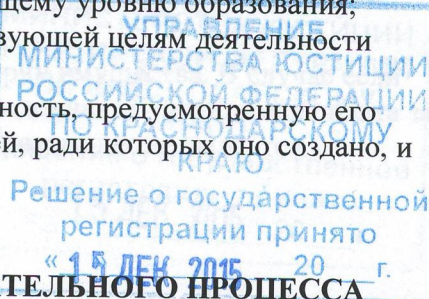 щему уровню образования;
УПРАВЛЕНИЕ
вующей целям деятельности
МИНИСТЕРСТВА ЮСТИЦИИ
РОССИЙСКОЙ ФЕДЕРАЦИИ
ность, предусмотренную его
ПО КРАСНОДАРСКОМУ
й, ради которых оно создано, и
КРАЮ
Решение о государственной
регистрации принято
« 15 ДЕК 2015 20 г.
АТЕЛЬНОГО ПРОЦЕССА